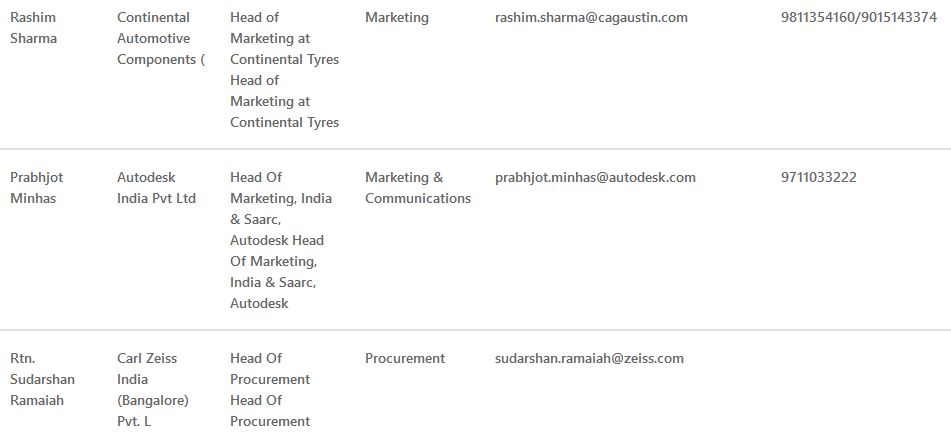 Rashim Sharma
Continental Automotive Components (
Head of Marketing at Continental Tyres Head of Marketing at Continental Tyres
Marketing
rashim.sharma@cagaustin.com
9811354160/9015143374
Prabhjot Minhas
Autodesk India Pvt Ltd
Head Of Marketing, India & Saarc, Autodesk Head Of Marketing, India & Saarc, Autodesk
Marketing & Communications
prabhjot.minhas@autodesk.com
9711033222
Rtn. Sudarshan Ramaiah
Carl Zeiss India (Bangalore) Pvt. L
Head Of Procurement Head Of Procurement
Procurement
sudarshan.ramaiah@zeiss.com